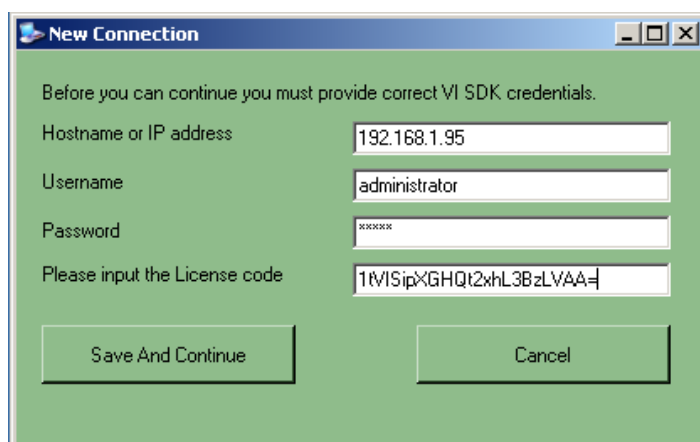 New Connection
Before you can continue you must provide correct VI SDK credentials.
Hostname or IP address 192.168.1.95
Username administrator
Password *****
Please input the License code 1tVISipXGHQt2xhL3BzLVAA=
Save And Continue Cancel